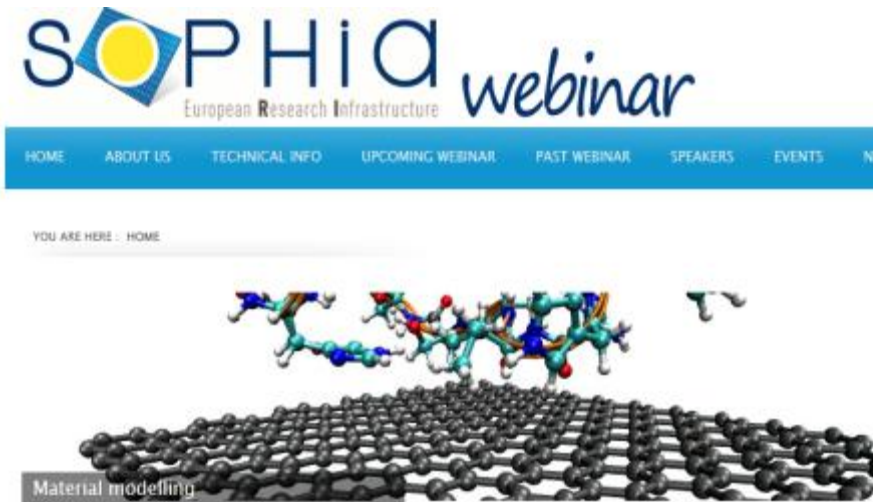 SOPHiA webinar
European Research Infrastructure
HOME ABOUT US TECHNICAL INFO UPCOMING WEBINAR PAST WEBINAR SPEAKERS EVENTS N
YOU ARE HERE : HOME
Material modelling